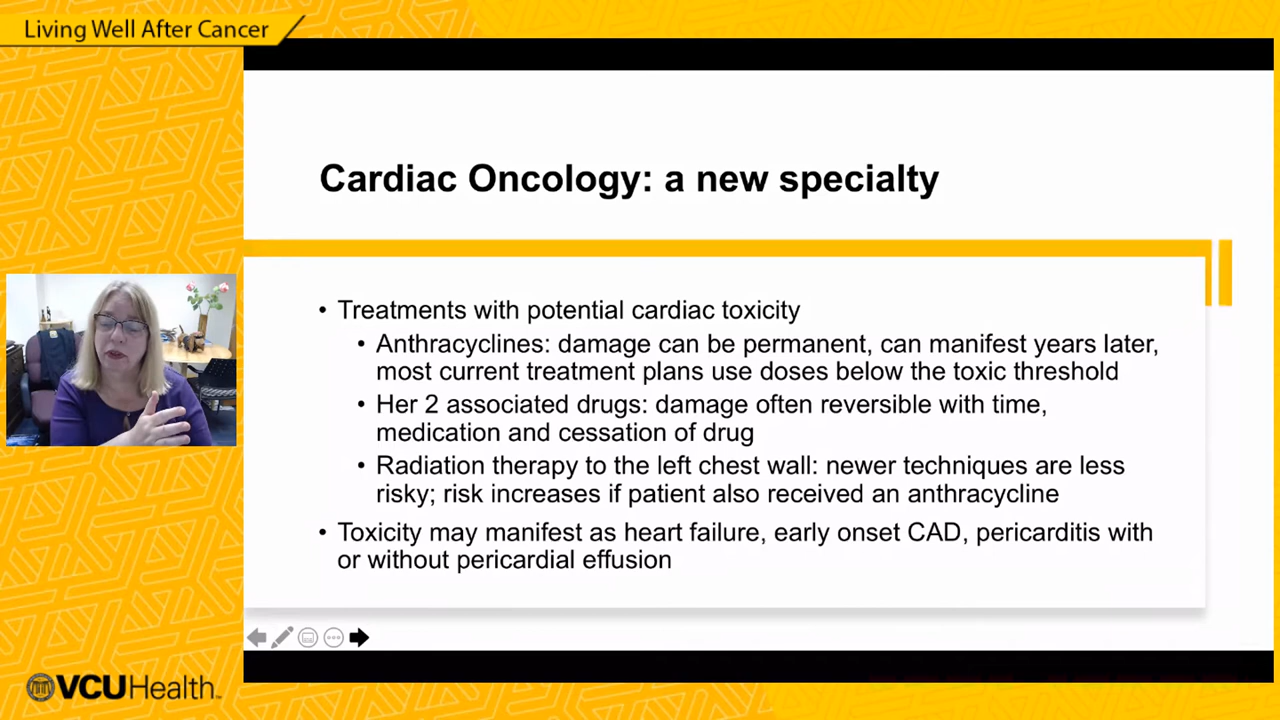 Living Well After Cancer
Cardiac Oncology: a new specialty
• Treatments with potential cardiac toxicity
• Anthracyclines: damage can be permanent, can manifest years later,
most current treatment plans use doses below the toxic threshold
• Her 2 associated drugs: damage often reversible with time,
medication and cessation of drug
• Radiation therapy to the left chest wall: newer techniques are less
risky; risk increases if patient also received an anthracycline
• Toxicity may manifest as heart failure, early onset CAD, pericarditis with
or without pericardial effusion
VCUHealth™